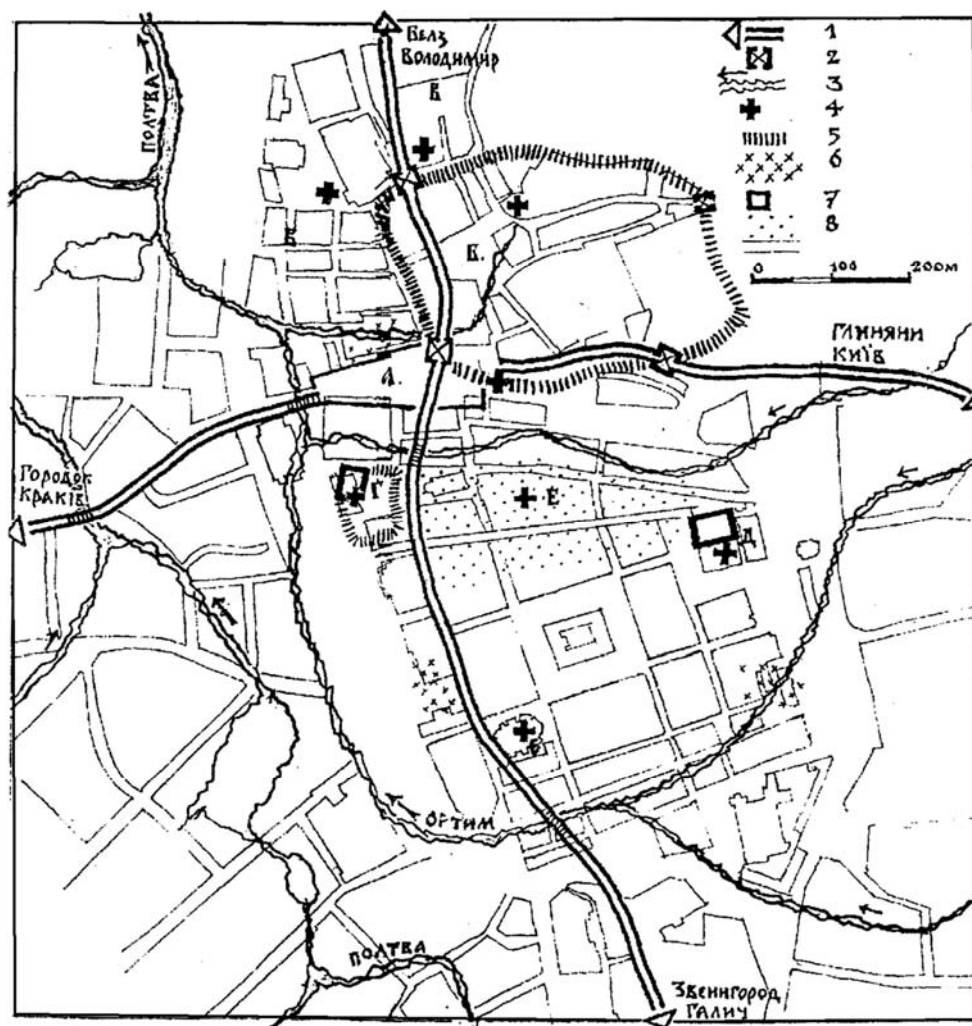 Белз
Володимир
Полтва
1
2
3
4
5
6
7
8
0 100 200м
В
В.
Глиняни
Київ
А.
Городок
Краків
Г
Е
Д
Б
Полтва
Звенигород
Галич